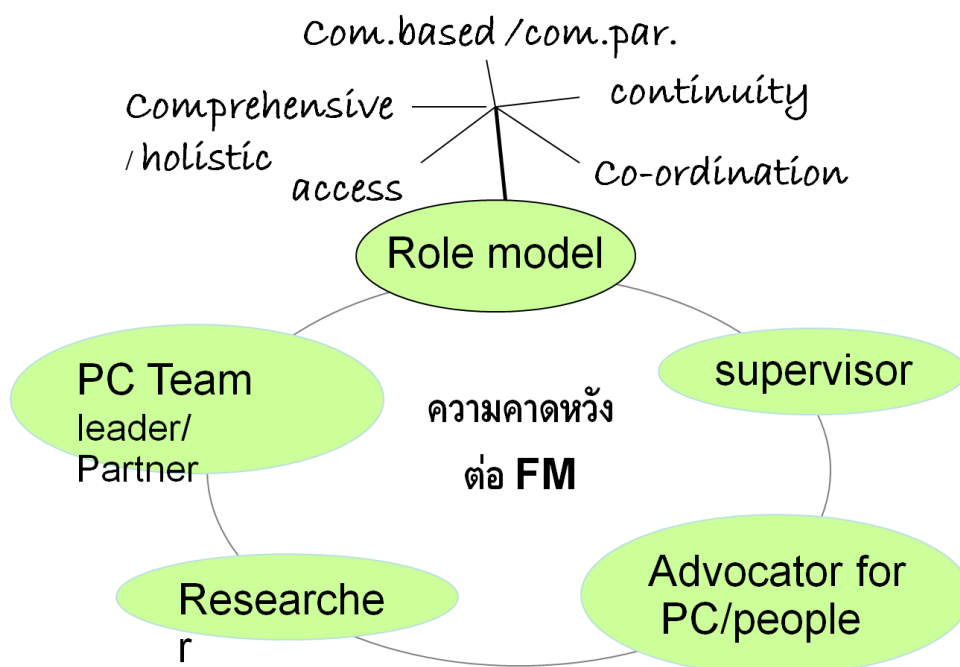 Com.based /com.par.
Comprehensive
/ holistic
continuity
access
Co-ordination
Role model
PC Team
leader/
Partner
supervisor
ความคาดหวัง
ต่อ FM
Researche
r
Advocator for
PC/people